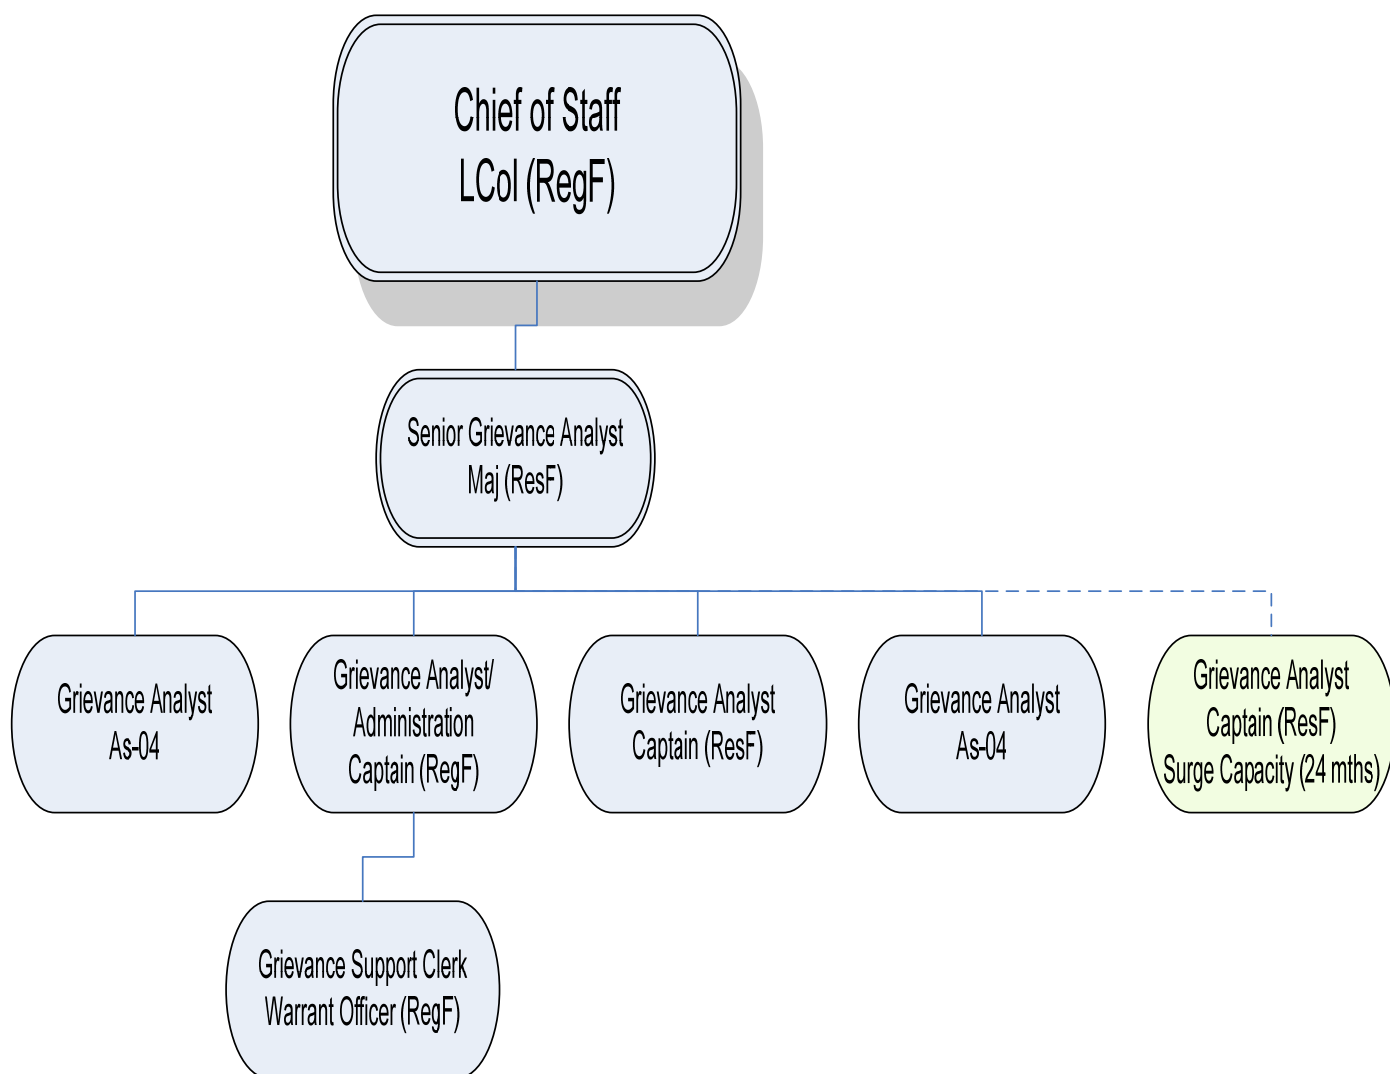 Chief of Staff
LCol (RegF)
Senior Grievance Analyst
Maj (ResF)
Grievance Analyst
As-04
Grievance Analyst/
Administration
Captain (RegF)
Grievance Analyst
Captain (ResF)
Grievance Analyst
As-04
Grievance Analyst
Captain (ResF)
Surge Capacity (24 mths)
Grievance Support Clerk
Warrant Officer (RegF)